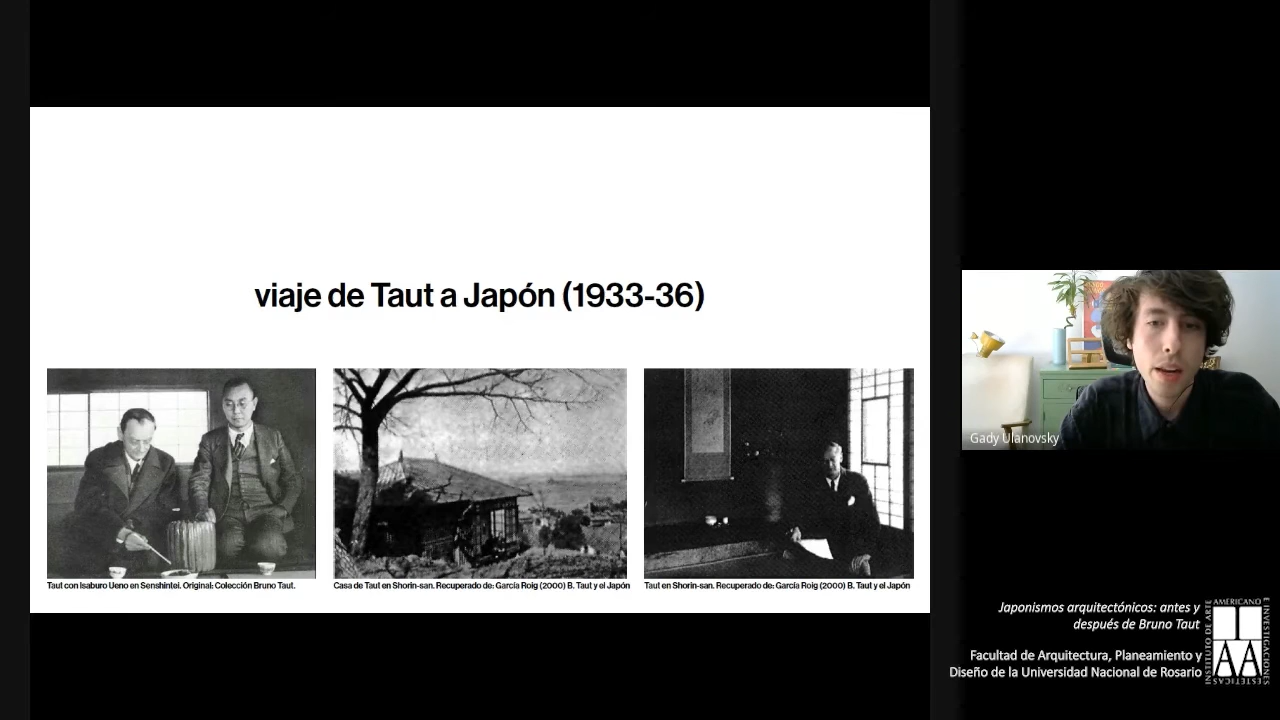 viaje de Taut a Japón (1933-36)
Taut con Isaburo Ueno en Senshintei. Original: Colección Bruno Taut.
Casa de Taut en Shorin-san. Recuperado de: García Roig (2000) B. Taut y el Japón
Taut en Shorin-san. Recuperado de: García Roig (2000) B. Taut y el Japón
Gady Ulanovsky
Japonismos arquitectónicos: antes y
después de Bruno Taut
Facultad de Arquitectura, Planeamiento y
Diseño de la Universidad Nacional de Rosario
INSTITUTO DE ARTE
AMERICANO
E INVESTIGACIONES
ESTÉTICAS
IAA